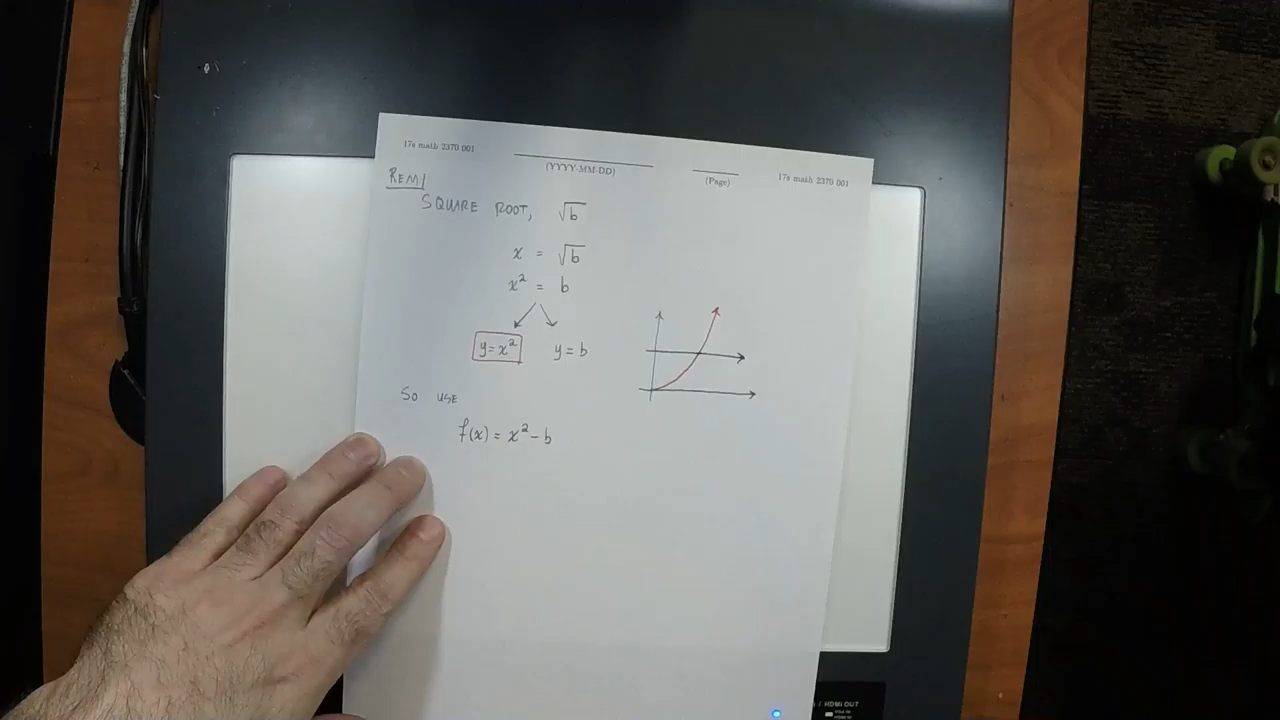 17s math 2370 001
(YYYY-MM-DD)
(Page)
17s math 2370 001
REM/
SQUARE ROOT, √b
x = √b
x² = b
y=x² y=b
So USE
f(x) = x² - b
/ HDMI OUT